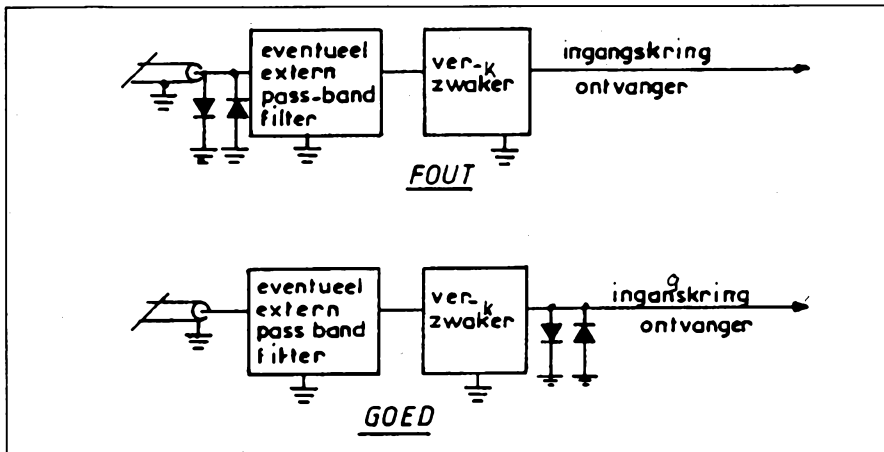 eventueel
extern
pass-band
filter
ver-k
zwaker
ingangskring
ontvanger
FOUT
eventueel
extern
pass band
filter
ver-k
zwaker
inganskring
g
ontvanger
GOED